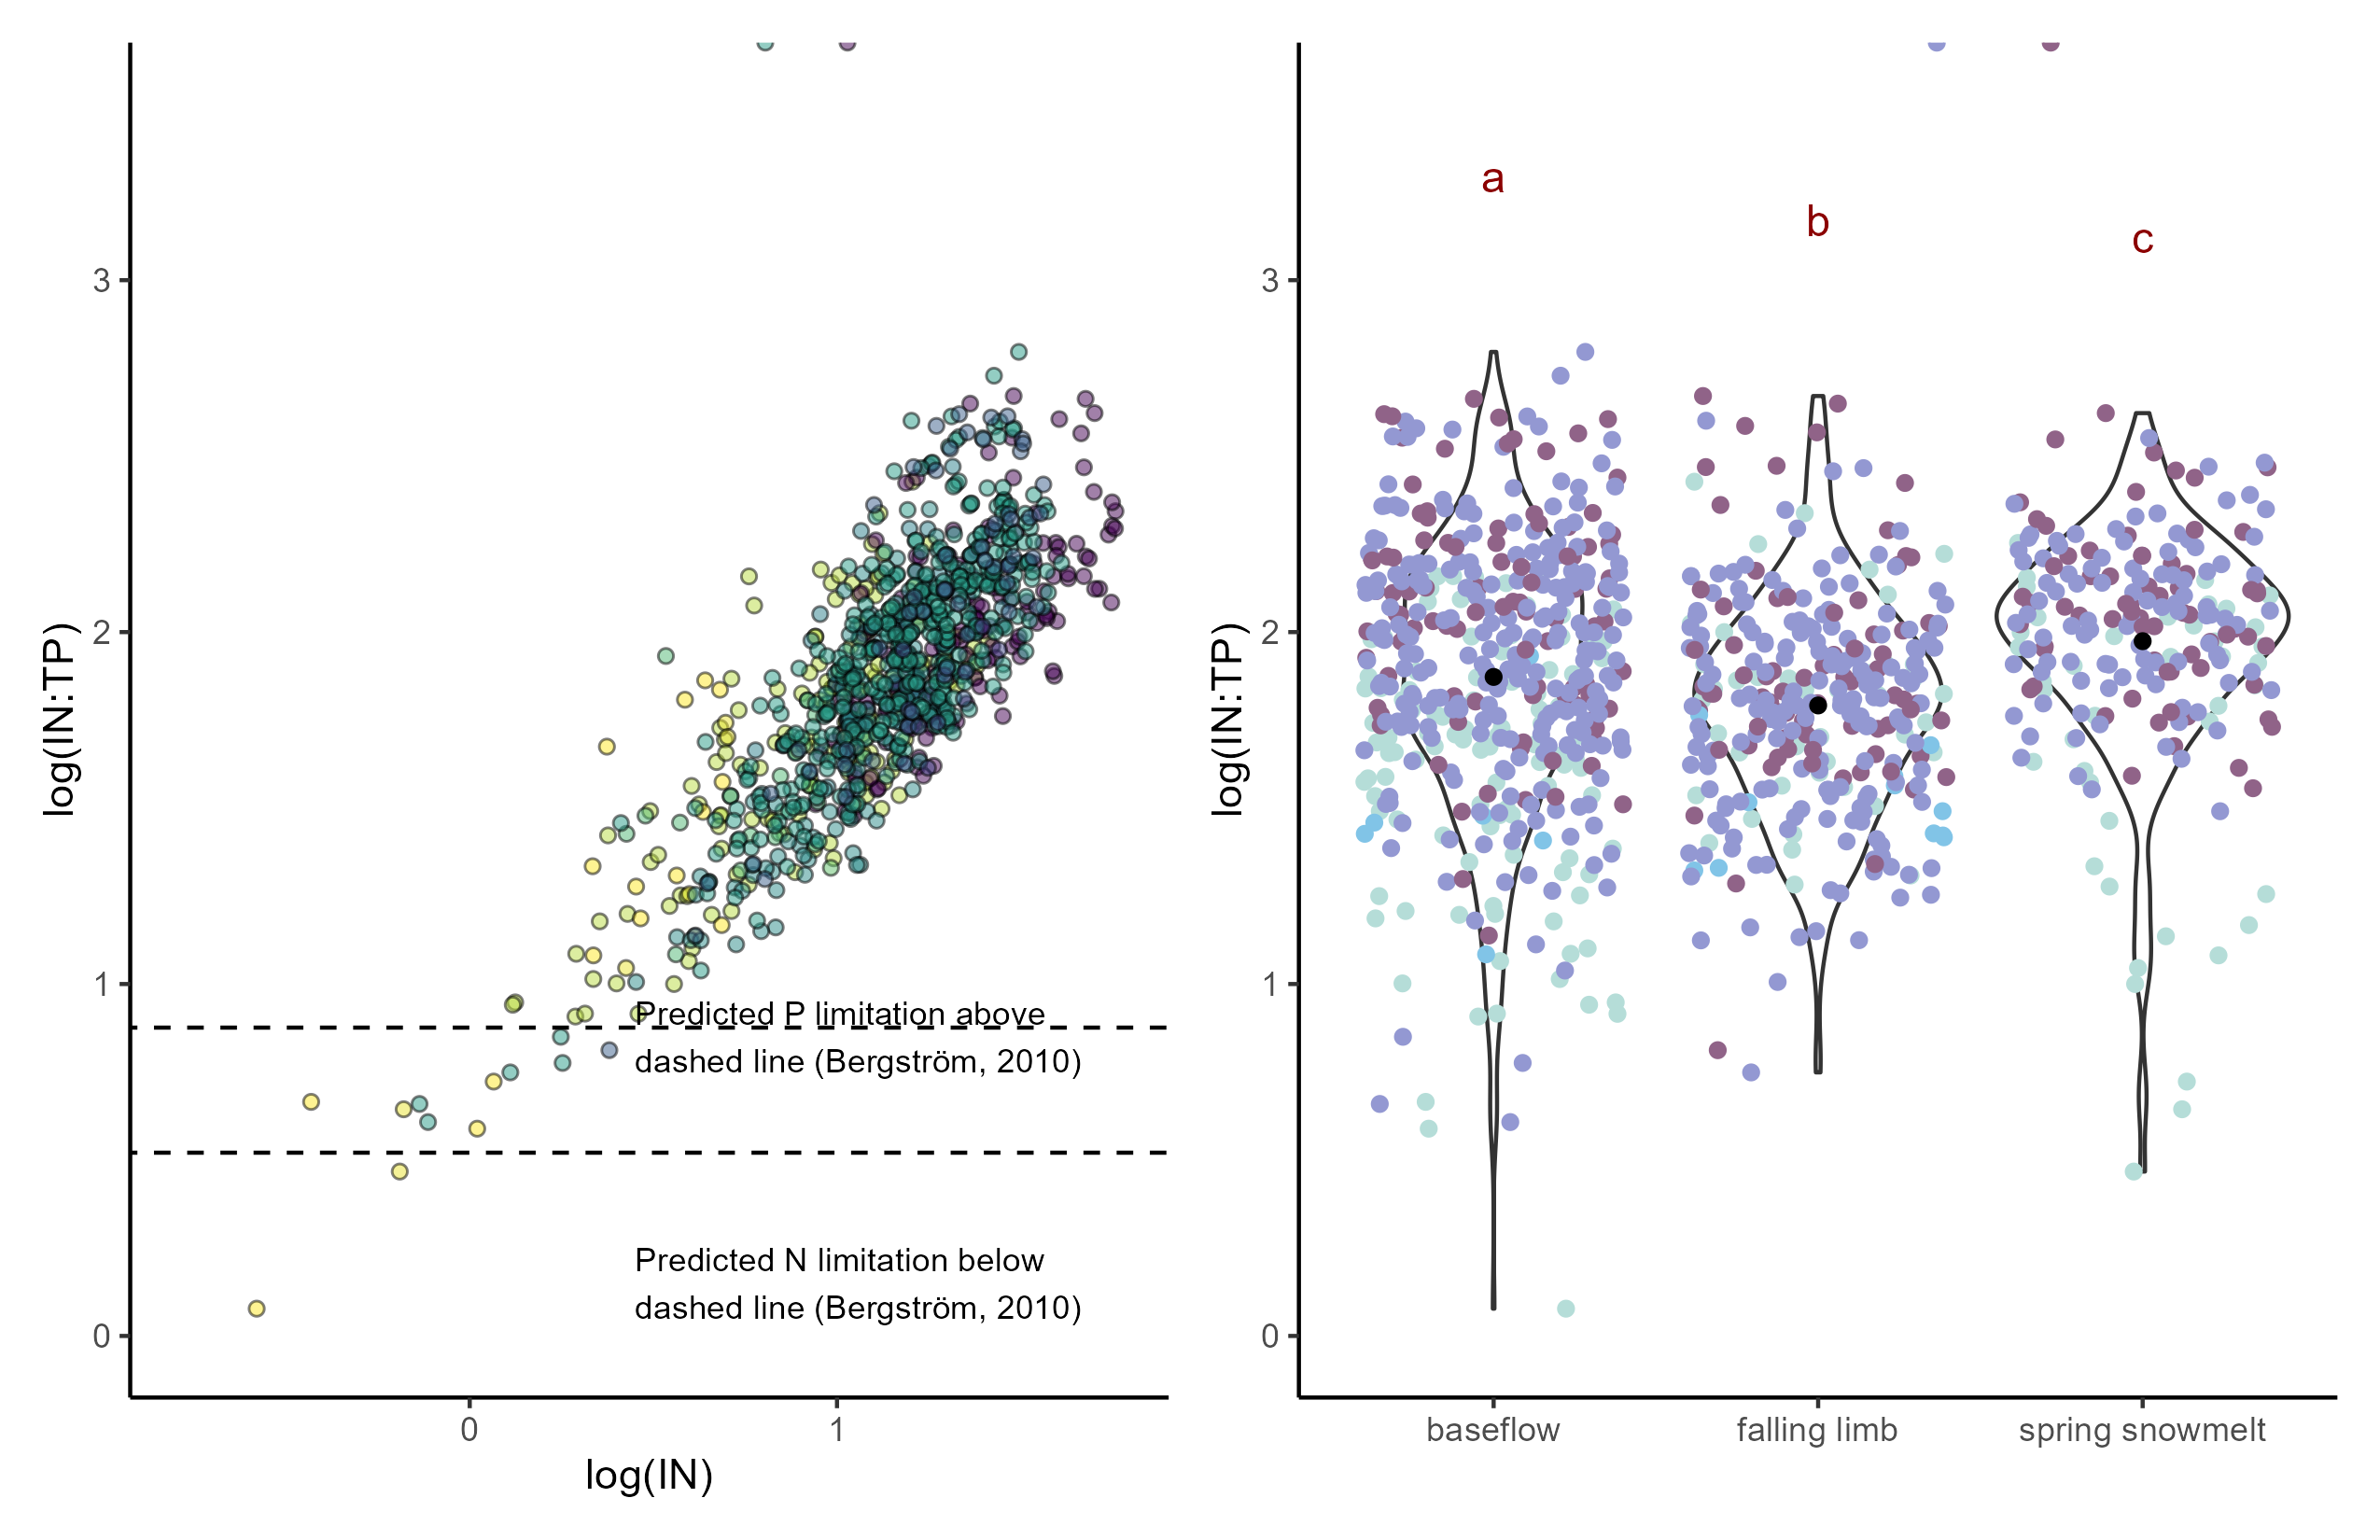 log(IN:TP)
3
2
1
0
Predicted P limitation above
dashed line (Bergström, 2010)
Predicted N limitation below
dashed line (Bergström, 2010)
0
1
log(IN)
log(IN:TP)
3
2
1
0
a
b
c
baseflow
falling limb
spring snowmelt